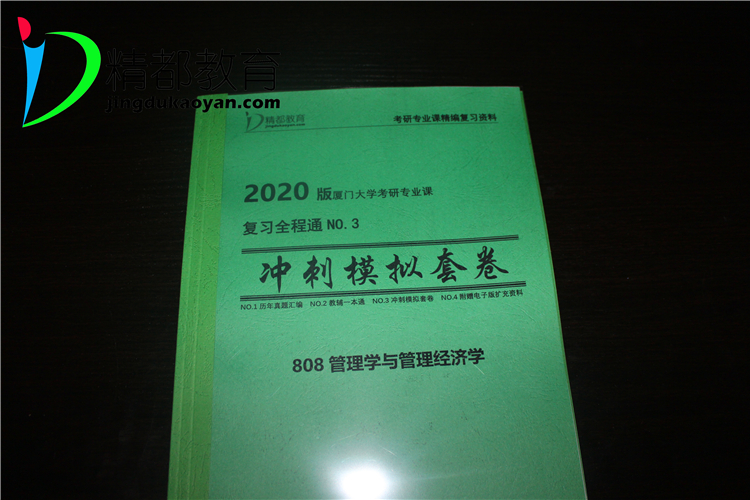 精都教育
jingdukaoyan.com
精都教育
jingdukaoyan.com
考研专业课精编复习资料
2020 版厦门大学考研专业课
复习全程通 NO.3
冲刺模拟套卷
NO.1 历年真题汇编 NO.2 教辅一本通 NO.3 冲刺模拟套卷 NO.4 附赠电子版扩充资料
808 管理学与管理经济学